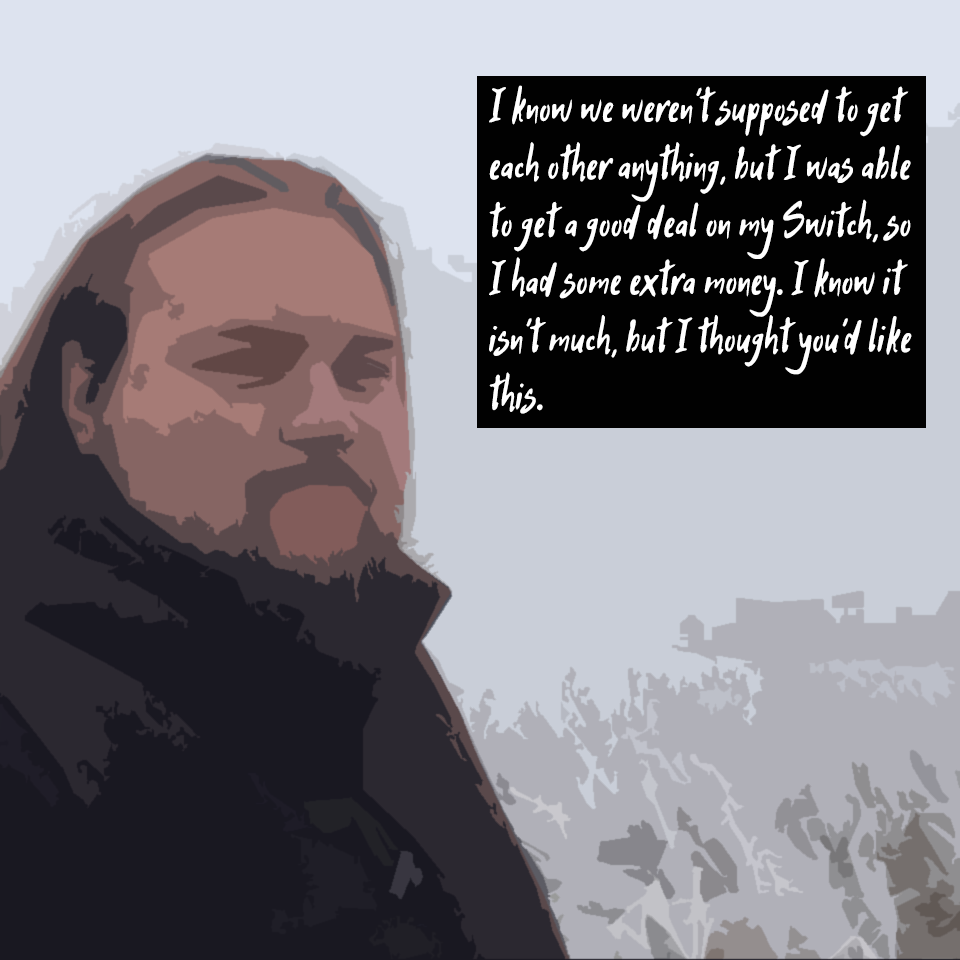 I know we weren't supposed to get
each other anything, but I was able
to get a good deal on my Switch, so
I had some extra money. I know it
isn't much, but I thought you'd like
this.